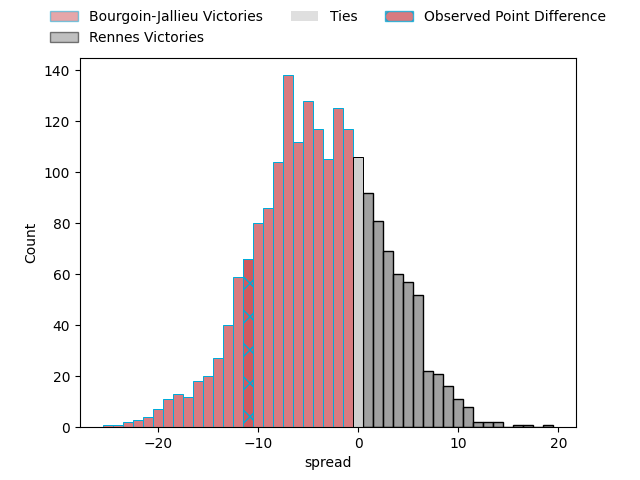 Bourgoin-Jallieu Victories Ties Observed Point Difference
Rennes Victories
140
120
100
80
60
40
20
0
Count
−20 −10 0 10 20
spread